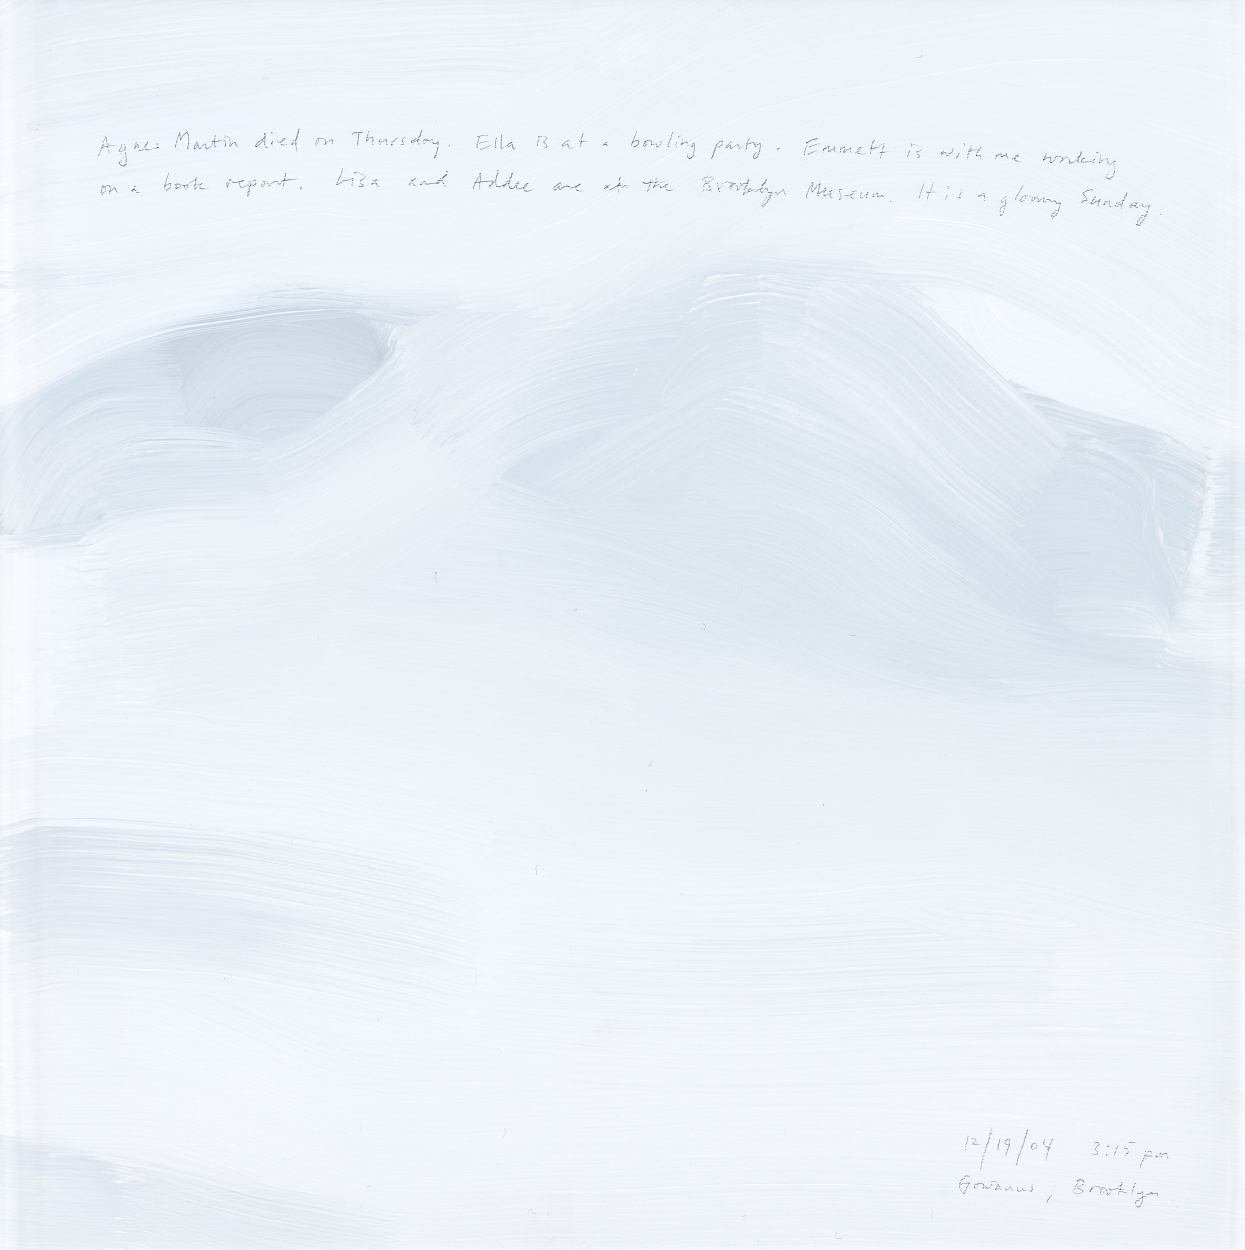 Agnes Martin died on Thursday. Ella is at a bowling party. Emmett is with me working
on a book report. Liza and Addee are at the Brooklyn Museum. It is a gloomy Sunday.
12/19/04 3:15 pm
Gowanus, Brooklyn